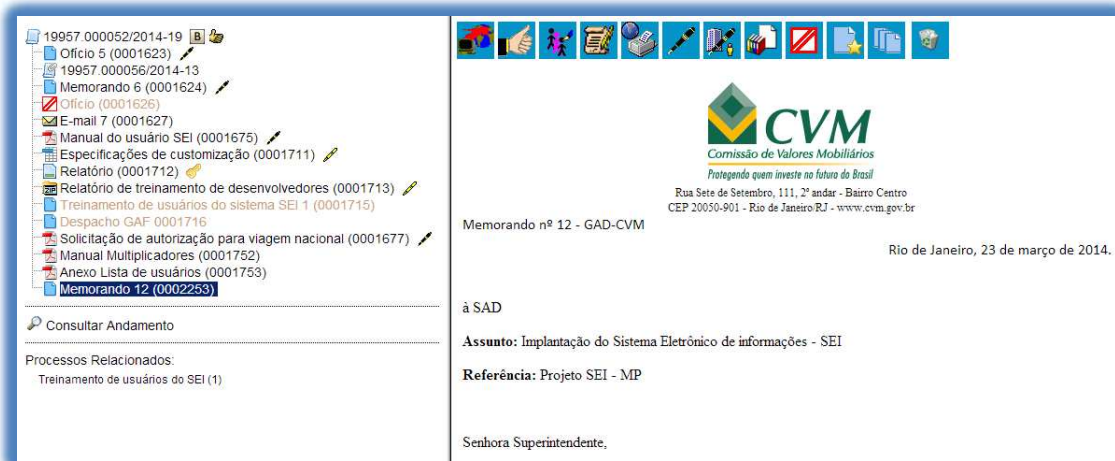 19957.000052/2014-19 B
Ofício 5 (0001623)
19957.000056/2014-13
Memorando 6 (0001624)
Ofício (0001626)
E-mail 7 (0001627)
Manual do usuário SEI (0001675)
Especificações de customização (0001711)
Relatório (0001712)
ZIP Relatório de treinamento de desenvolvedores (0001713)
Treinamento de usuários do sistema SEI 1 (0001715)
Despacho GAF 0001716
Solicitação de autorização para viagem nacional (0001677)
Manual Multiplicadores (0001752)
Anexo Lista de usuários (0001753)
Memorando 12 (0002253)
Consultar Andamento
Processos Relacionados:
Treinamento de usuários do SEI (1)
CVM
Comissão de Valores Mobiliários
Protegendo quem investe no futuro do Brasil
Rua Sete de Setembro, 111, 2º andar - Bairro Centro
CEP 20050-901 - Rio de Janeiro/RJ - www.cvm.gov.br
Memorando nº 12 - GAD-CVM
Rio de Janeiro, 23 de março de 2014.
à SAD
Assunto: Implantação do Sistema Eletrônico de informações - SEI
Referência: Projeto SEI - MP
Senhora Superintendente,